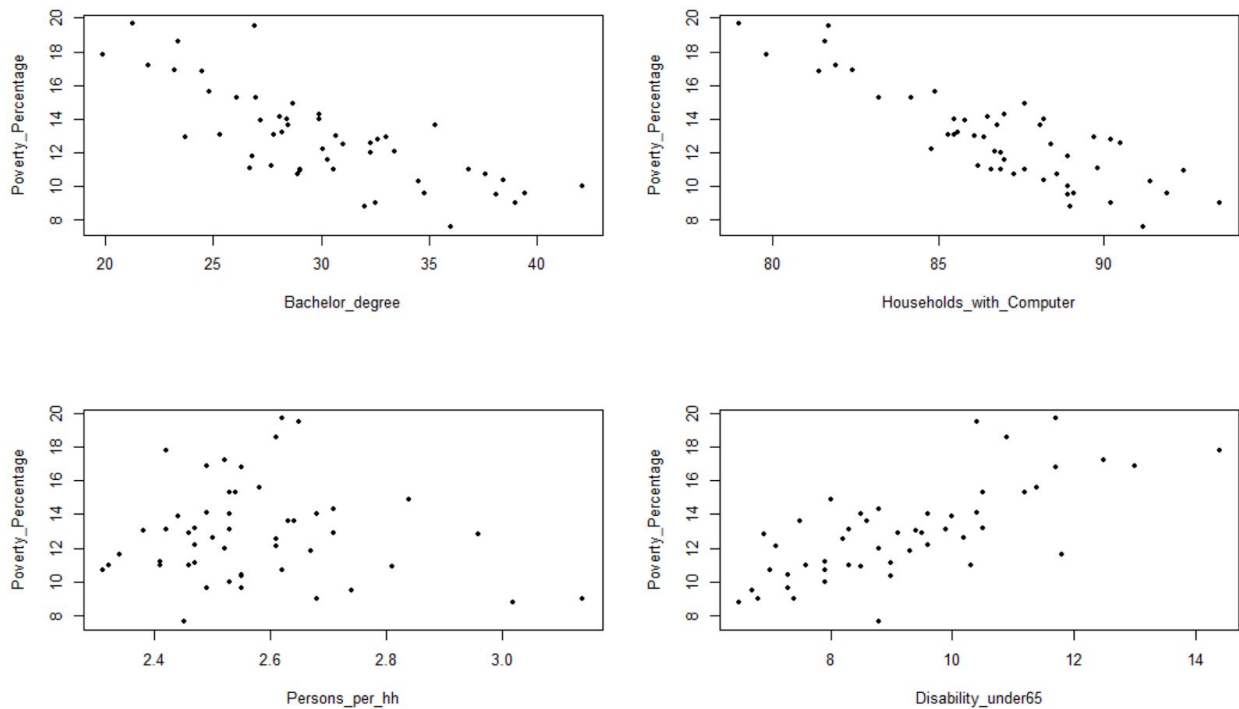 Poverty_Percentage
20
18
16
14
12
10
8
20 25 30 35 40
Bachelor_degree
Poverty_Percentage
20
18
16
14
12
10
8
80 85 90
Households_with_Computer
Poverty_Percentage
20
18
16
14
12
10
8
2.4 2.6 2.8 3.0
Persons_per_hh
Poverty_Percentage
20
18
16
14
12
10
8
8 10 12 14
Disability_under65